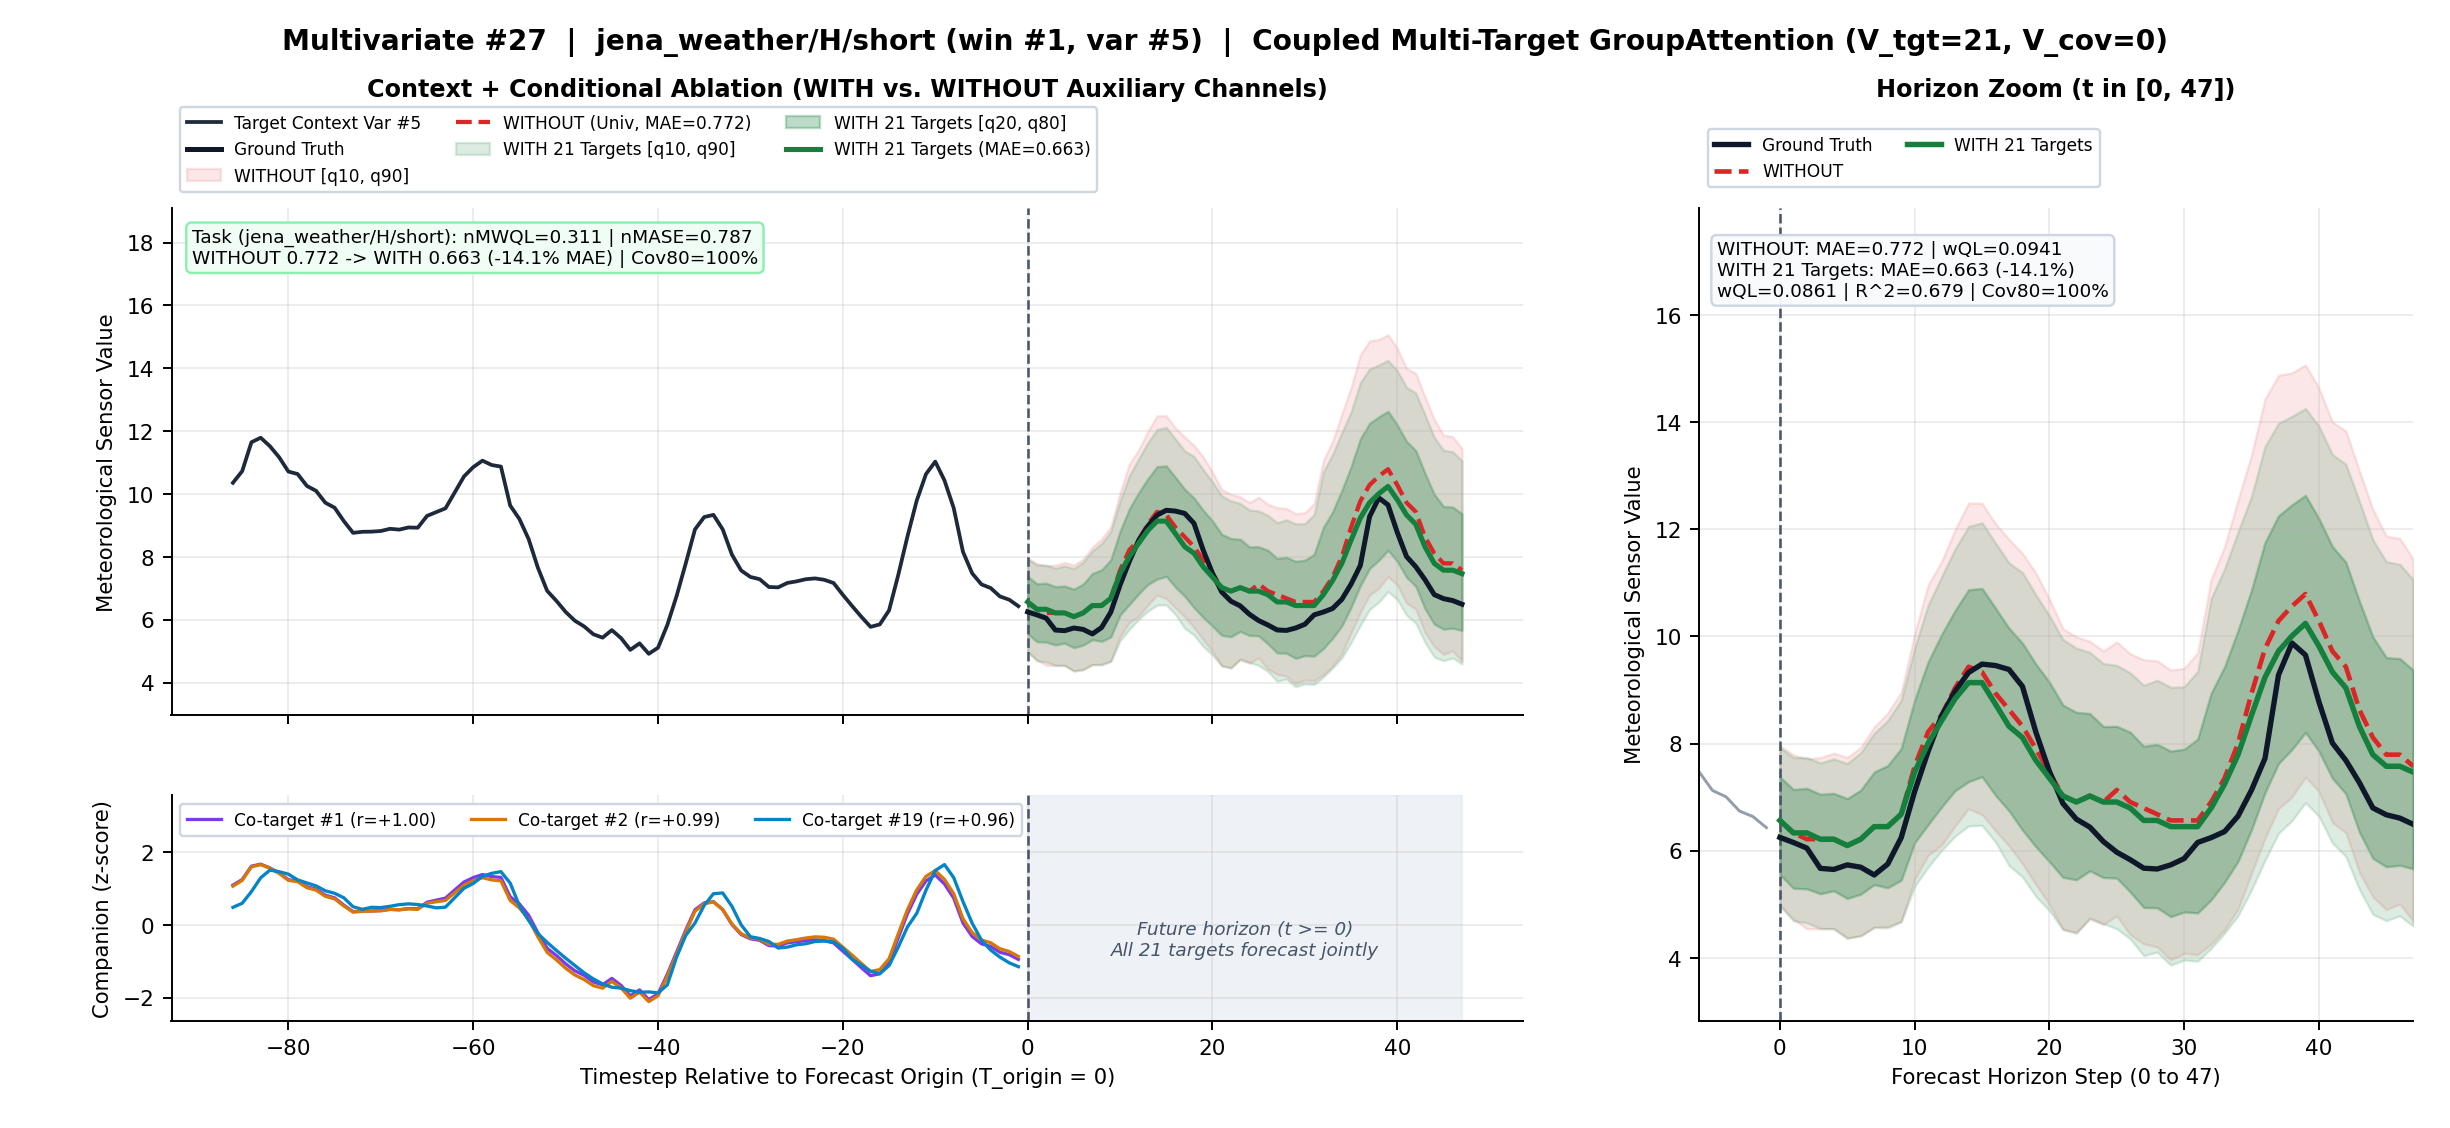 Multivariate #27 | jena_weather/H/short (win #1, var #5) | Coupled Multi-Target GroupAttention (V_tgt=21, V_cov=0)
Context + Conditional Ablation (WITH vs. WITHOUT Auxiliary Channels)
Target Context Var #5
Ground Truth
WITHOUT [q10, q90]
WITHOUT (Univ, MAE=0.772)
WITH 21 Targets [q10, q90]
WITH 21 Targets [q20, q80]
WITH 21 Targets (MAE=0.663)
Task (jena_weather/H/short): nMWQL=0.311 | nMASE=0.787
WITHOUT 0.772 -> WITH 0.663 (-14.1% MAE) | Cov80=100%
Meteorological Sensor Value
18
16
14
12
10
8
6
4
Co-target #1 (r=+1.00)
Co-target #2 (r=+0.99)
Co-target #19 (r=+0.96)
Companion (z-score)
2
0
−2
Future horizon (t >= 0)
All 21 targets forecast jointly
−80
−60
−40
−20
0
20
40
Timestep Relative to Forecast Origin (T_origin = 0)
Horizon Zoom (t in [0, 47])
Ground Truth
WITHOUT
WITH 21 Targets
WITHOUT: MAE=0.772 | wQL=0.0941
WITH 21 Targets: MAE=0.663 (-14.1%)
wQL=0.0861 | R^2=0.679 | Cov80=100%
Meteorological Sensor Value
16
14
12
10
8
6
4
0
10
20
30
40
Forecast Horizon Step (0 to 47)